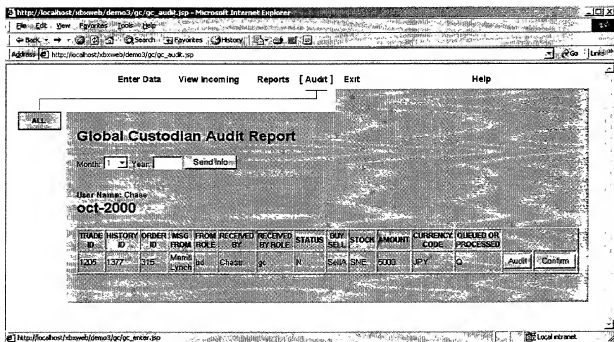 http://localhost/xbxweb/demo3/gc/gc_audit.jsp - Microsoft Internet Explorer
File Edit View Favorites Tools Help
Back Search Favorites History
Address http://localhost/xbxweb/demo3/gc/gc_audit.jsp Go Links
Enter Data View Incoming Reports [Audit] Exit Help
ALL
Global Custodian Audit Report
Month: 1 Year: Send Info
User Name: Chase
oct-2000
TRADE ID HISTORY ID ORDER ID MSG FROM FROM ROLE RECEIVED BY RECEIVED BY ROLE STATUS BUY SELL STOCK AMOUNT CURRENCY CODE QUEUED OR PROCESSED
1205 1377 315 Merrill Lynch bd Chase gc N SellA SNE 5000 JPY Q Audit Confirm
http://localhost/xbxweb/demo3/gc/gc_enter.jsp Local intranet